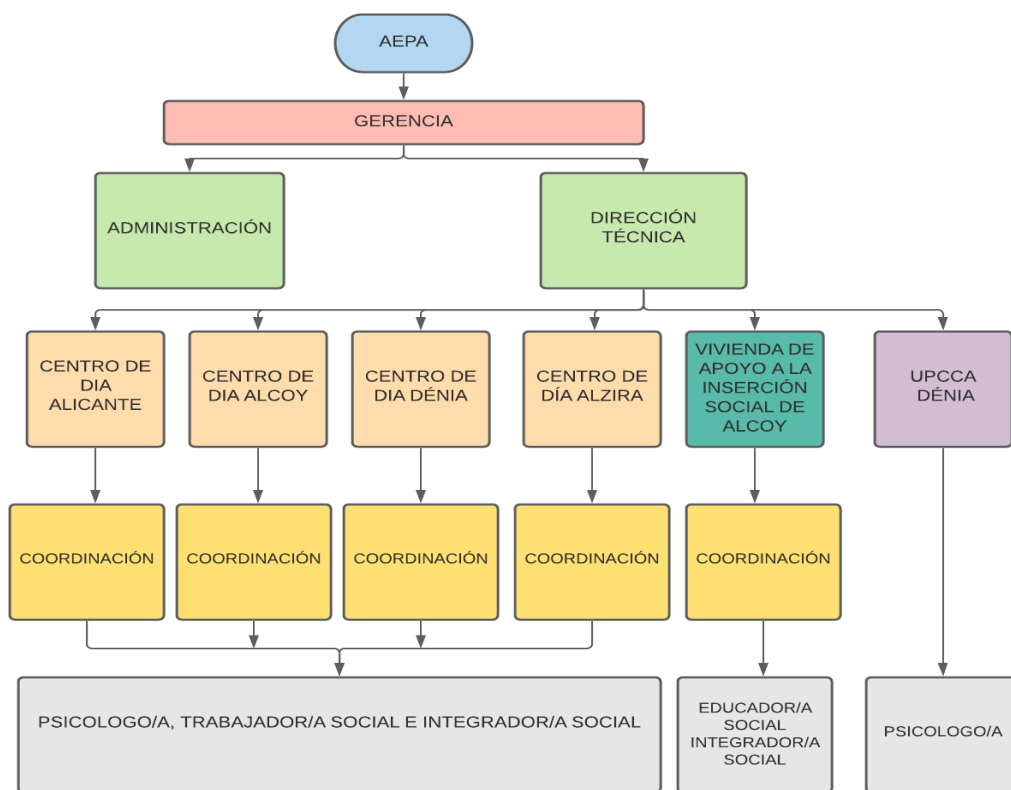 AEPA
GERENCIA
ADMINISTRACIÓN
DIRECCIÓN
TÉCNICA
CENTRO DE
DIA
ALICANTE
CENTRO DE
DIA ALCOY
CENTRO DE
DIA DÉNIA
CENTRO DE
DÍA ALZIRA
VIVIENDA DE
APOYO A LA
INSERCIÓN
SOCIAL DE
ALCOY
UPCCA
DÉNIA
COORDINACIÓN
COORDINACIÓN
COORDINACIÓN
COORDINACIÓN
COORDINACIÓN
PSICOLOGO/A, TRABAJADOR/A SOCIAL E INTEGRADOR/A SOCIAL
EDUCADOR/A
SOCIAL
INTEGRADOR/A
SOCIAL
PSICOLOGO/A